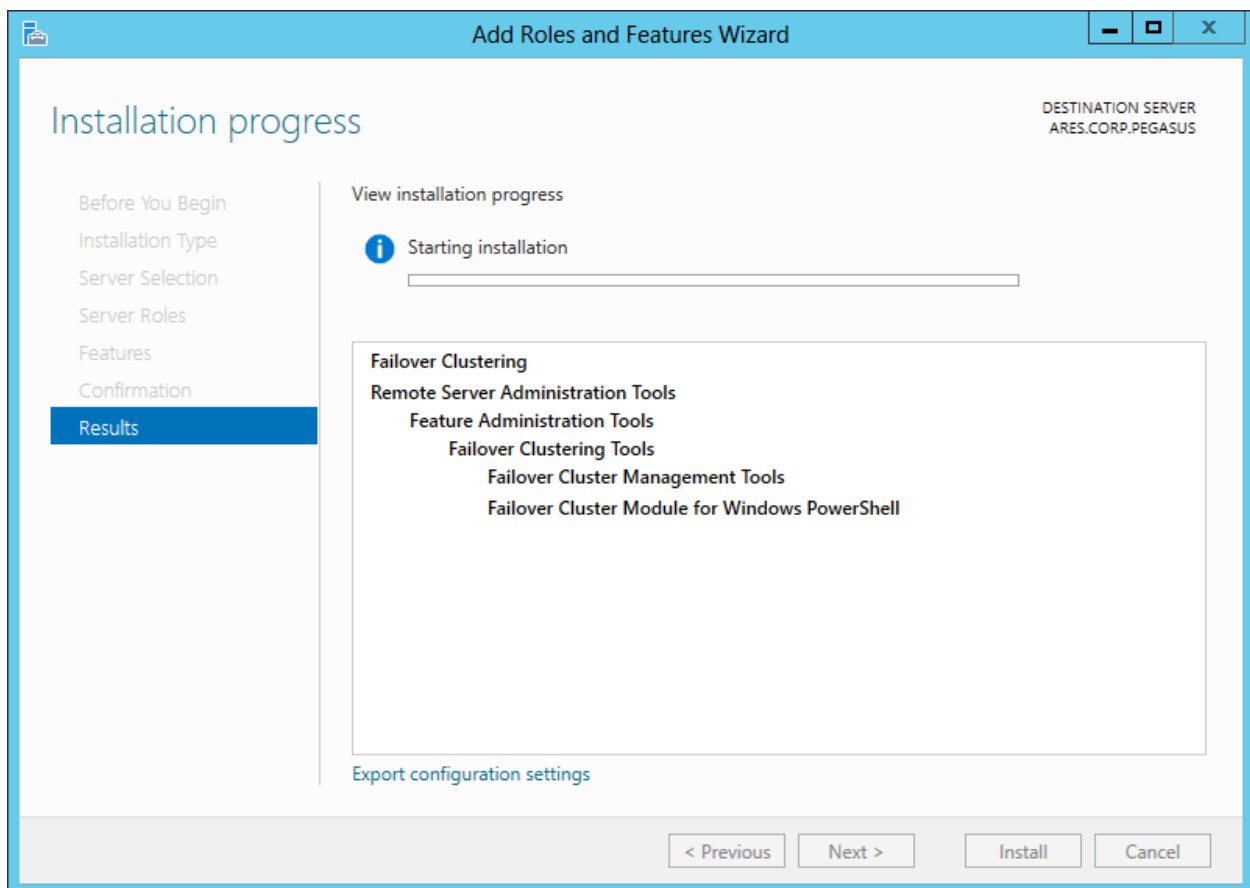 Add Roles and Features Wizard
Installation progress
DESTINATION SERVER
ARES.CORP.PEGASUS
Before You Begin
Installation Type
Server Selection
Server Roles
Features
Confirmation
Results
View installation progress
Starting installation
Failover Clustering
Remote Server Administration Tools
Feature Administration Tools
Failover Clustering Tools
Failover Cluster Management Tools
Failover Cluster Module for Windows PowerShell
Export configuration settings
< Previous
Next >
Install
Cancel